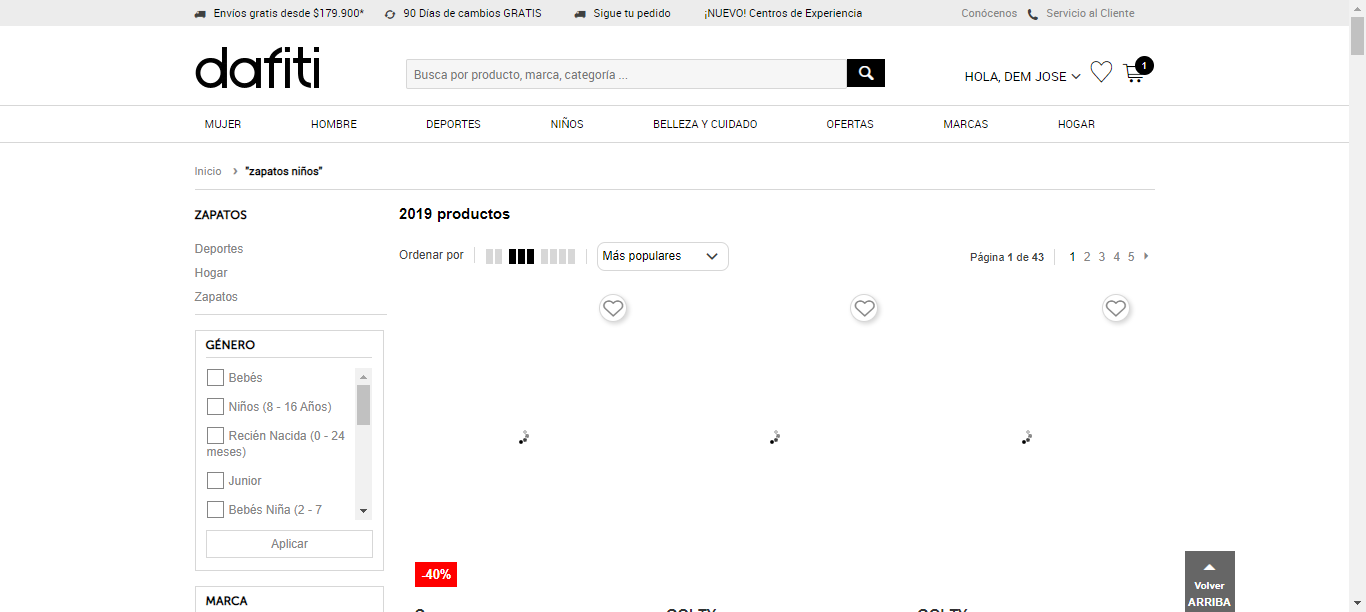 Envíos gratis desde $179.900* 90 Días de cambios GRATIS Sigue tu pedido ¡NUEVO! Centros de Experiencia Conócenos Servicio al Cliente
dafiti
Busca por producto, marca, categoría ...
HOLA, DEM JOSE
1
MUJER HOMBRE DEPORTES NIÑOS BELLEZA Y CUIDADO OFERTAS MARCAS HOGAR
Inicio › "zapatos niños"
ZAPATOS
Deportes
Hogar
Zapatos
GÉNERO
Bebés
Niños (8 - 16 Años)
Recién Nacida (0 - 24
meses)
Junior
Bebés Niña (2 - 7
Aplicar
MARCA
2019 productos
Ordenar por
Más populares
Página 1 de 43
1 2 3 4 5
-40%
Volver
ARRIBA